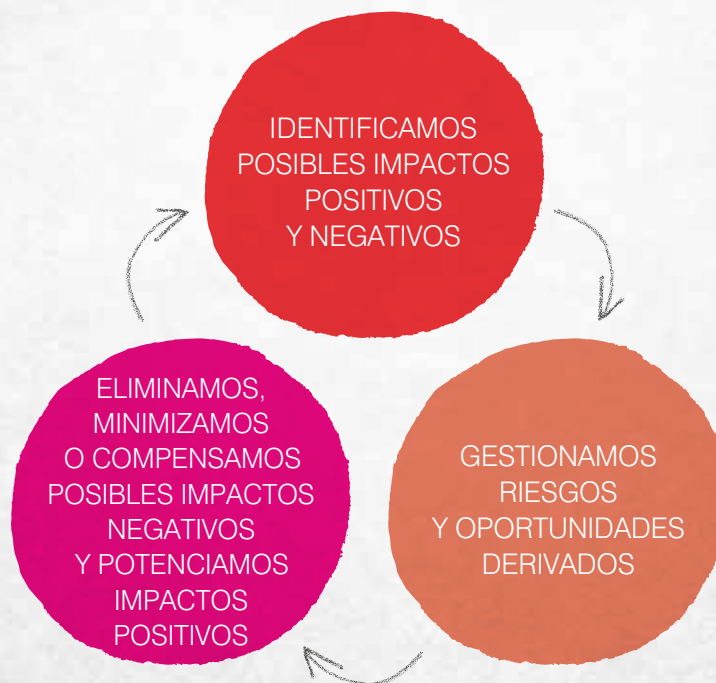 IDENTIFICAMOS
POSIBLES IMPACTOS
POSITIVOS
Y NEGATIVOS
GESTIONAMOS
RIESGOS
Y OPORTUNIDADES
DERIVADOS
ELIMINAMOS,
MINIMIZAMOS
O COMPENSAMOS
POSIBLES IMPACTOS
NEGATIVOS
Y POTENCIAMOS
IMPACTOS
POSITIVOS